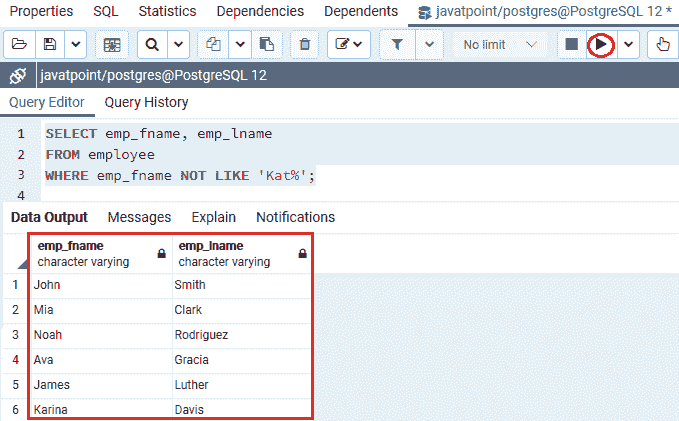 Properties SQL Statistics Dependencies Dependents javatpoint/postgres@PostgreSQL 12 *
No limit
javatpoint/postgres@PostgreSQL 12
Query Editor Query History
1 SELECT emp_fname, emp_lname
2 FROM employee
3 WHERE emp_fname NOT LIKE 'Kat%';
4
Data Output Messages Explain Notifications
emp_fname emp_lname
character varying character varying
1 John Smith
2 Mia Clark
3 Noah Rodriguez
4 Ava Gracia
5 James Luther
6 Karina Davis